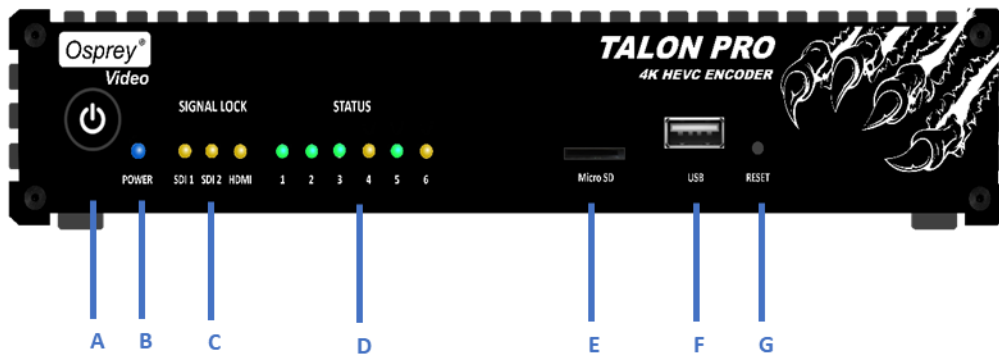 Osprey®
Video
TALON PRO
4K HEVC ENCODER
SIGNAL LOCK STATUS
POWER SDI 1 SDI 2 HDMI 1 2 3 4 5 6 Micro SD USB RESET
A B C D E F G